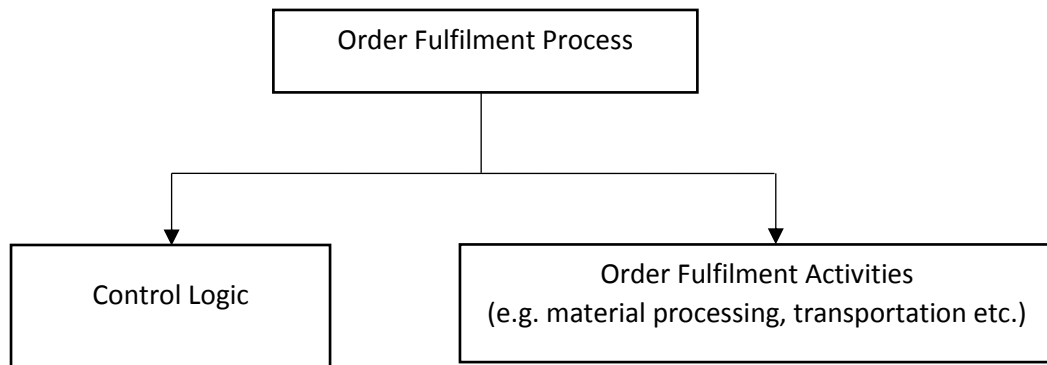 Order Fulfilment Process
Control Logic
Order Fulfilment Activities
(e.g. material processing, transportation etc.)